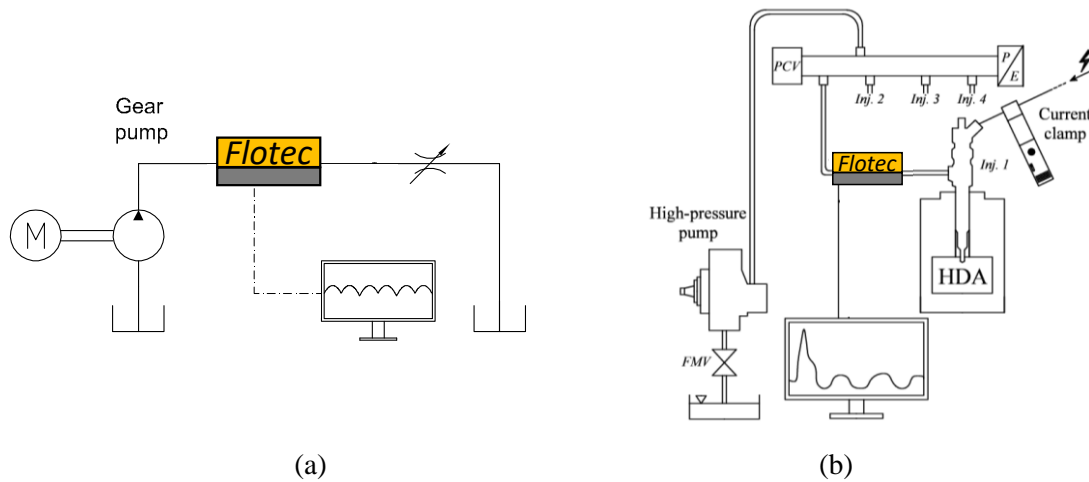 Gear
pump
Flotec
M
(a)
PCV
P
E
Inj. 2
Inj. 3
Inj. 4
Current
clamp
Flotec
Inj. 1
High-pressure
pump
HDA
FMV
(b)